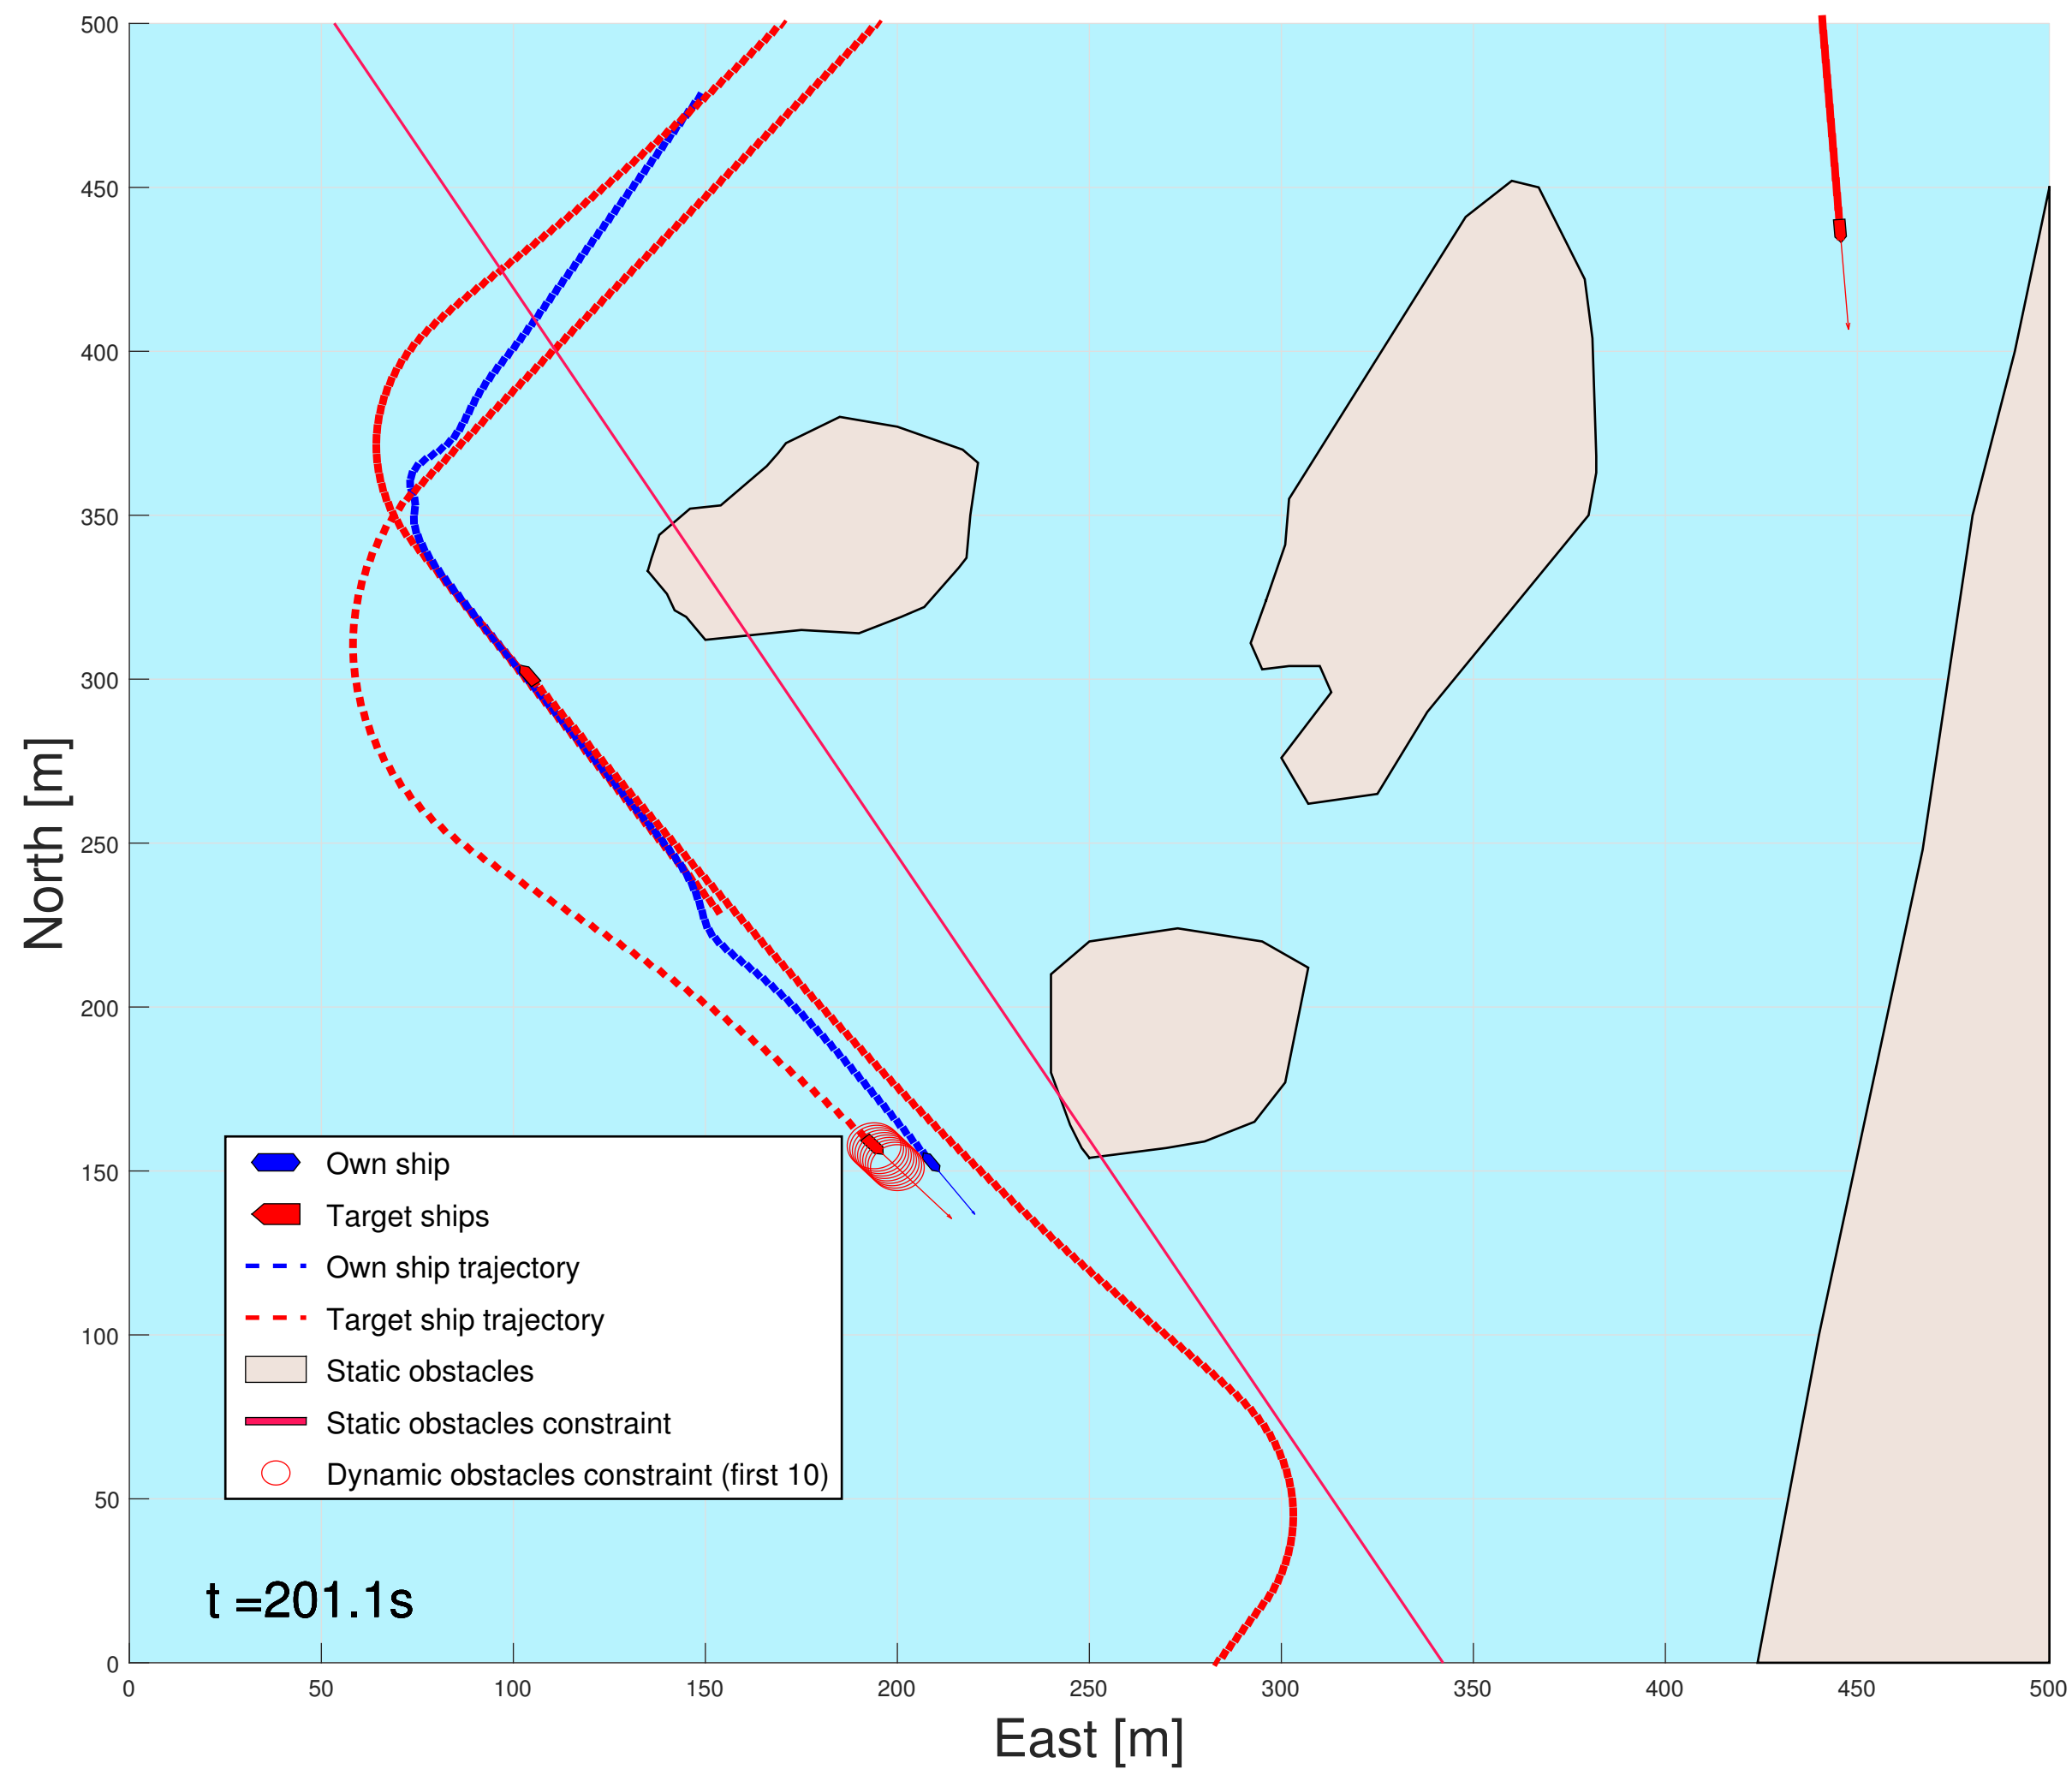 500
450
400
350
300
250
200
150
100
50
0
North [m]
Own ship
Target ships
Own ship trajectory
Target ship trajectory
Static obstacles
Static obstacles constraint
Dynamic obstacles constraint (first 10)
t =201.1s
0 50 100 150 200 250 300 350 400 450 500
East [m]